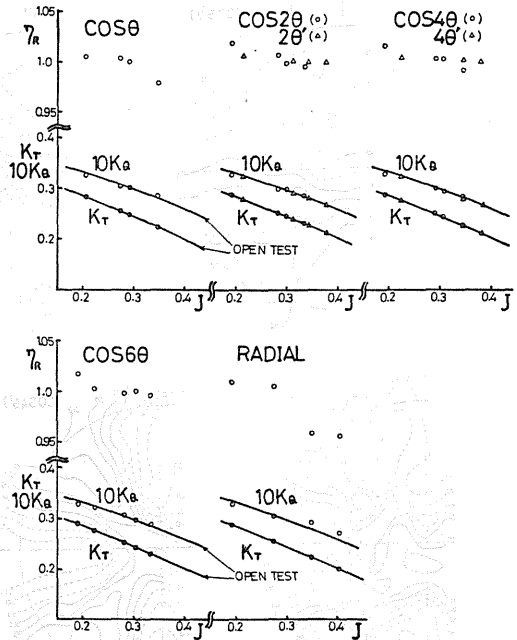 ηR COSθ COS2θ (○) COS4θ (○)
2θ' (△) 4θ' (△)
1.0
0.95
0.4
KT
10KQ
0.3
0.2
10KQ
KT
OPEN TEST
10KQ
KT
10KQ
KT
0.2 0.3 0.4 J 0.2 0.3 0.4 J 0.2 0.3 0.4 J
ηR COS6θ RADIAL
1.0
0.95
0.4
KT
10KQ
0.3
0.2
10KQ
KT
OPEN TEST
10KQ
KT
0.2 0.3 0.4 J 0.2 0.3 0.4 J